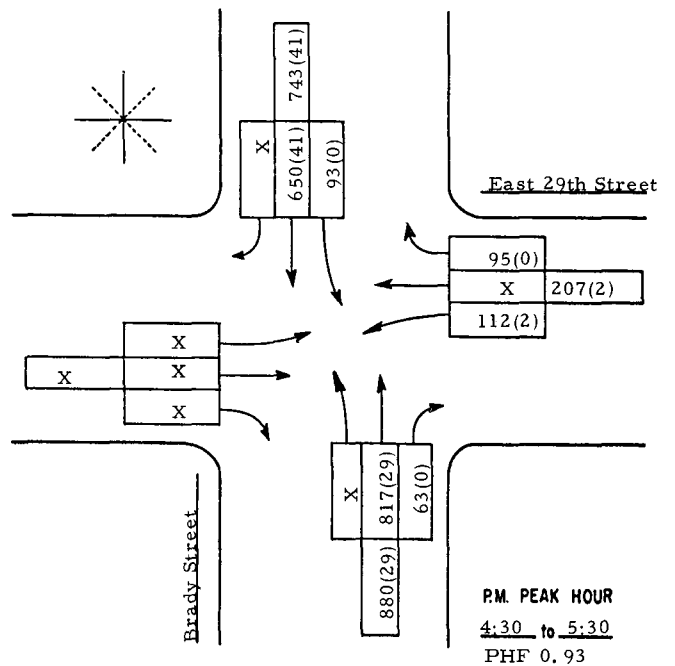 743(41)
X
650(41)
93(0)
East 29th Street
95(0)
X
207(2)
112(2)
X
X
X
X
X
817(29)
63(0)
880(29)
Brady Street
P.M. PEAK HOUR
4:30 to 5:30
PHF 0.93